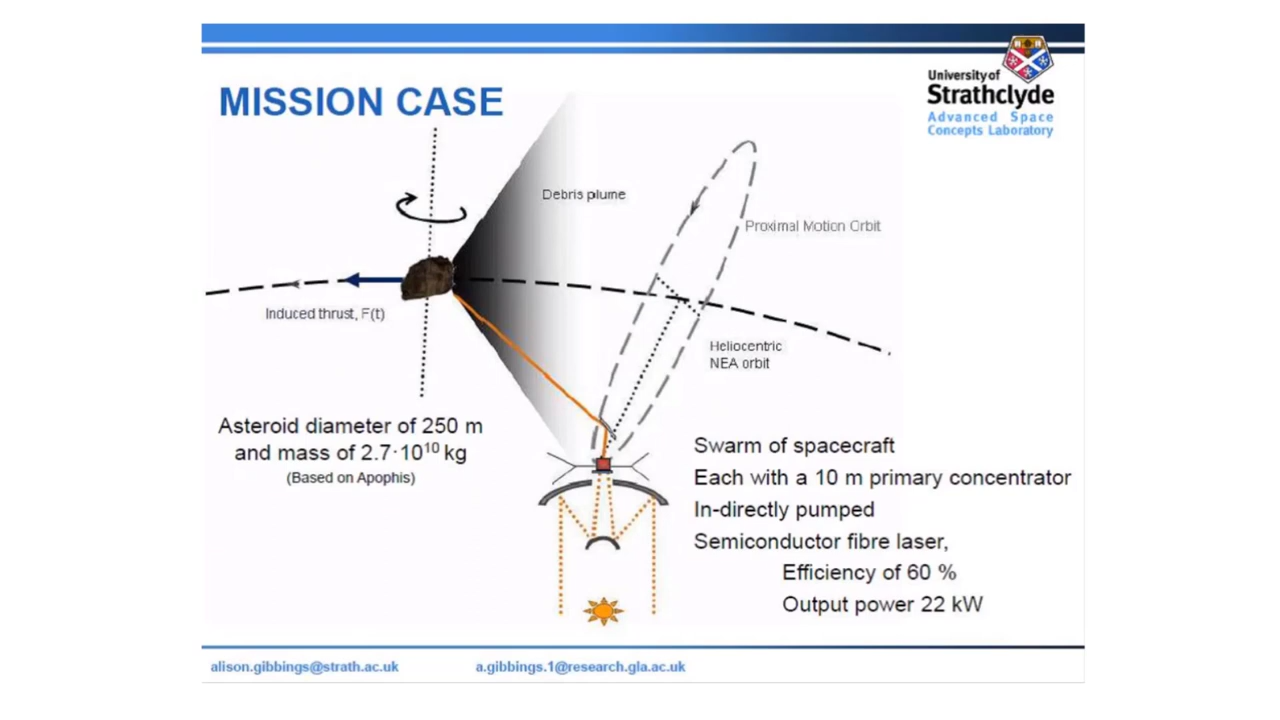 University of
Strathclyde
Advanced Space
Concepts Laboratory
MISSION CASE
Debris plume
Proximal Motion Orbit
Induced thrust, F(t)
Heliocentric
NEA orbit
Asteroid diameter of 250 m
and mass of 2.7·10¹⁰ kg
(Based on Apophis)
Swarm of spacecraft
Each with a 10 m primary concentrator
In-directly pumped
Semiconductor fibre laser,
Efficiency of 60 %
Output power 22 kW
alison.gibbings@strath.ac.uk
a.gibbings.1@research.gla.ac.uk